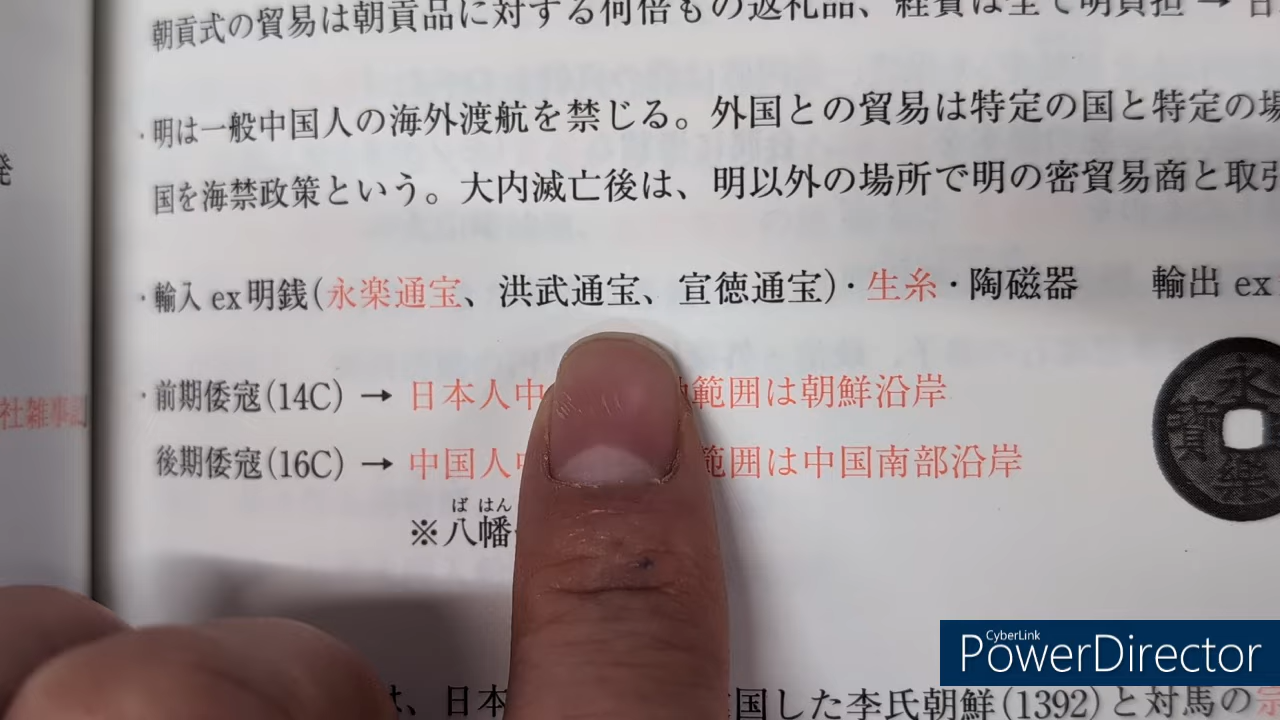 朝貢式の貿易は朝貢品に対する何倍もの返礼品、経費は全て明負担→日
・明は一般中国人の海外渡航を禁じる。外国との貿易は特定の国と特定の場
国を海禁政策という。大内滅亡後は、明以外の場所で明の密貿易商と取引
・輸入 ex 明銭(永楽通宝、洪武通宝、宣徳通宝)・生糸・陶磁器 輸出 ex
・前期倭寇(14C) → 日本人中 範囲は朝鮮沿岸
後期倭寇(16C) → 中国人中 範囲は中国南部沿岸
ばはん
※八幡
は、日本 国した李氏朝鮮(1392)と対馬の宗
発
社雑事記
永樂
寶
CyberLink
PowerDirector